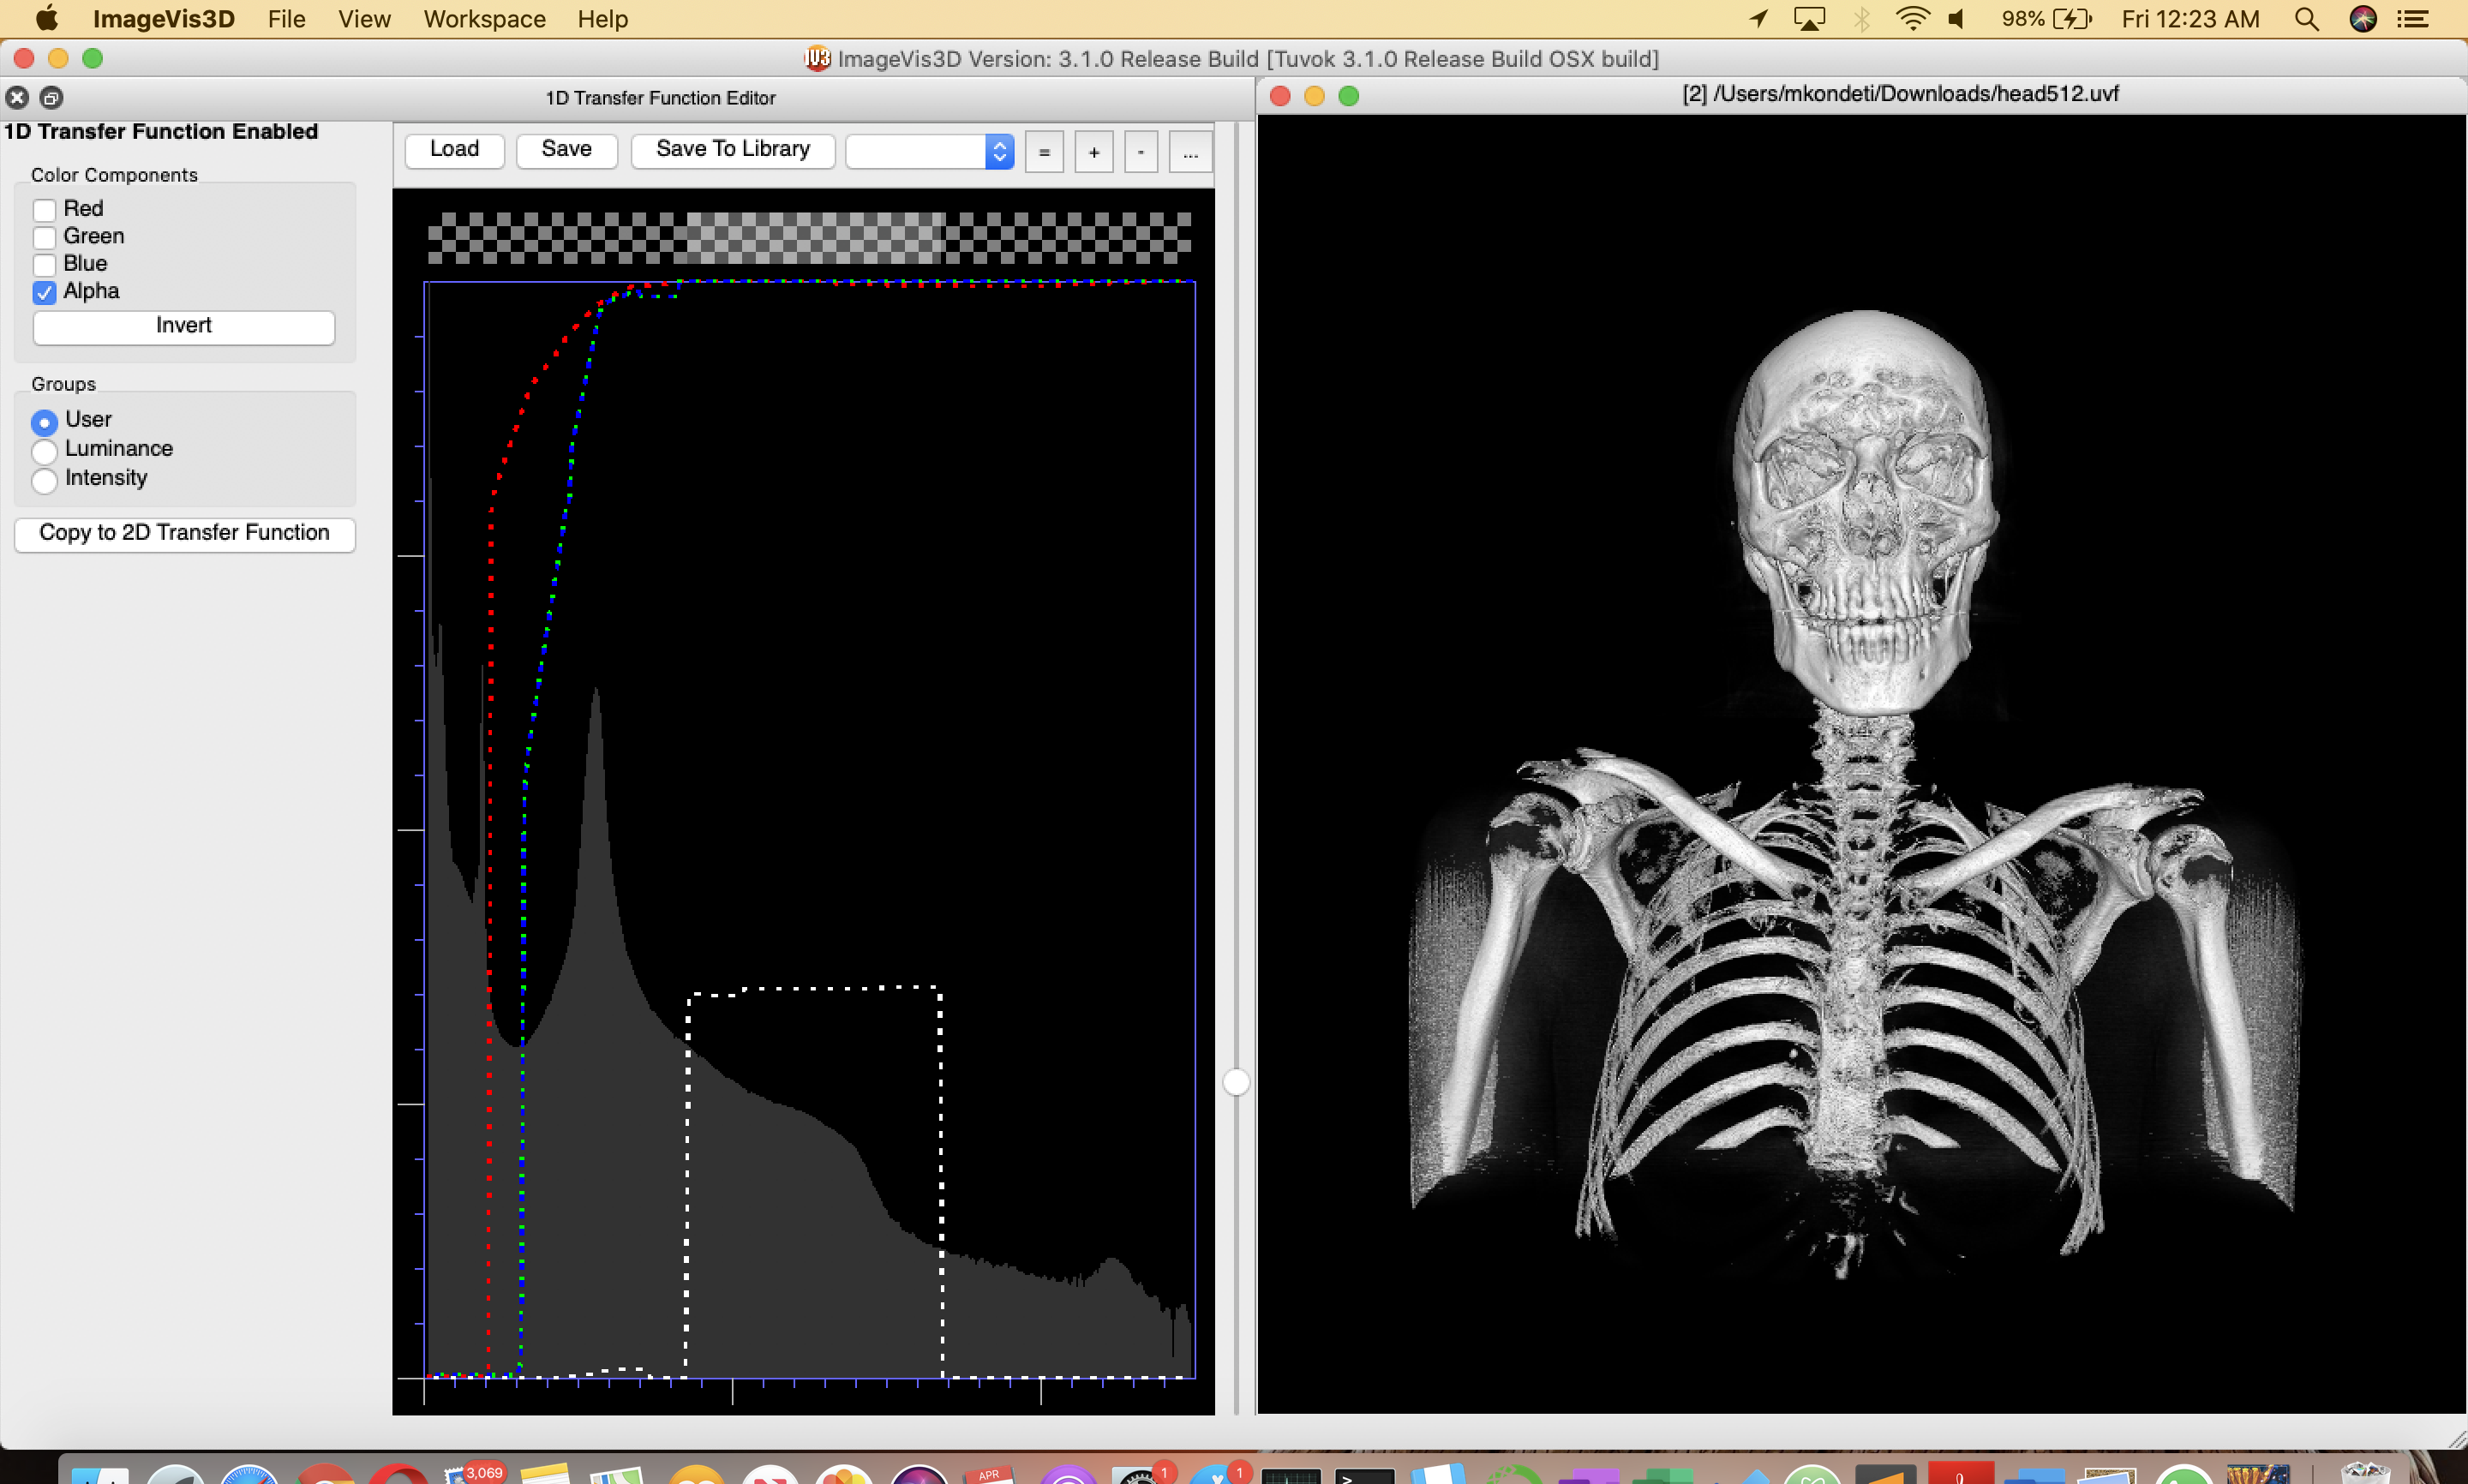 ImageVis3D File View Workspace Help 98% Fri 12:23 AM
ImageVis3D Version: 3.1.0 Release Build [Tuvok 3.1.0 Release Build OSX build]
1D Transfer Function Editor
[2] /Users/mkondeti/Downloads/head512.uvf
1D Transfer Function Enabled
Load Save Save To Library = + - ...
Color Components
Red
Green
Blue
Alpha
Invert
Groups
User
Luminance
Intensity
Copy to 2D Transfer Function
3,069
APR
1
1